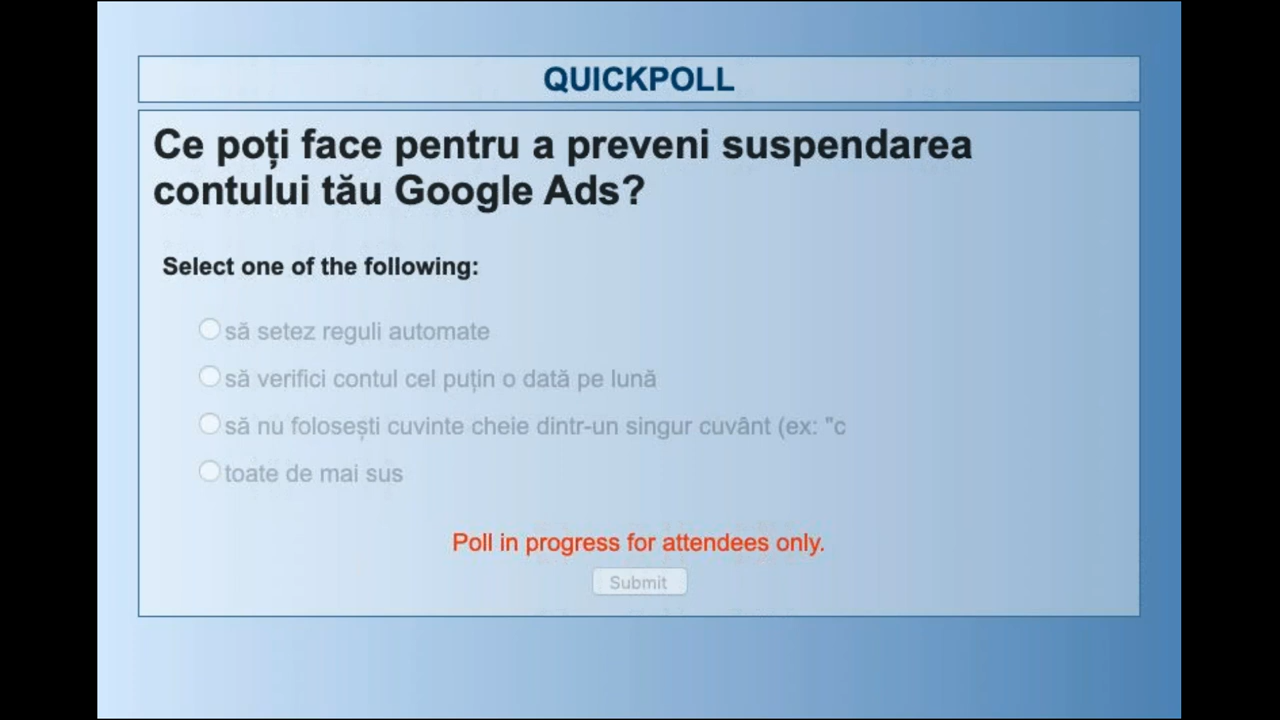 QUICKPOLL
Ce poți face pentru a preveni suspendarea
contului tău Google Ads?
Select one of the following:
să setez reguli automate
să verifici contul cel puțin o dată pe lună
să nu folosești cuvinte cheie dintr-un singur cuvânt (ex: "c
toate de mai sus
Poll in progress for attendees only.
Submit